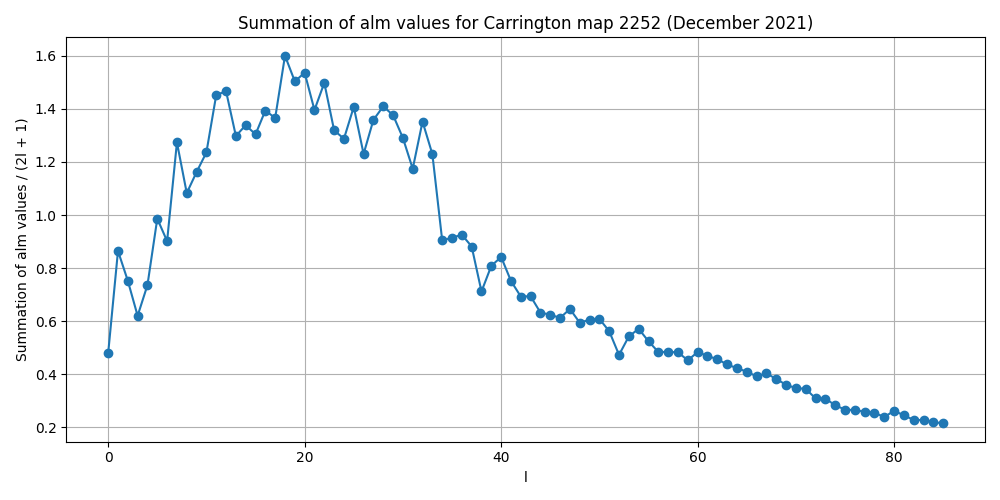 Summation of alm values for Carrington map 2252 (December 2021)
Summation of alm values / (2l + 1)
1.6
1.4
1.2
1.0
0.8
0.6
0.4
0.2
0 20 40 60 80
l